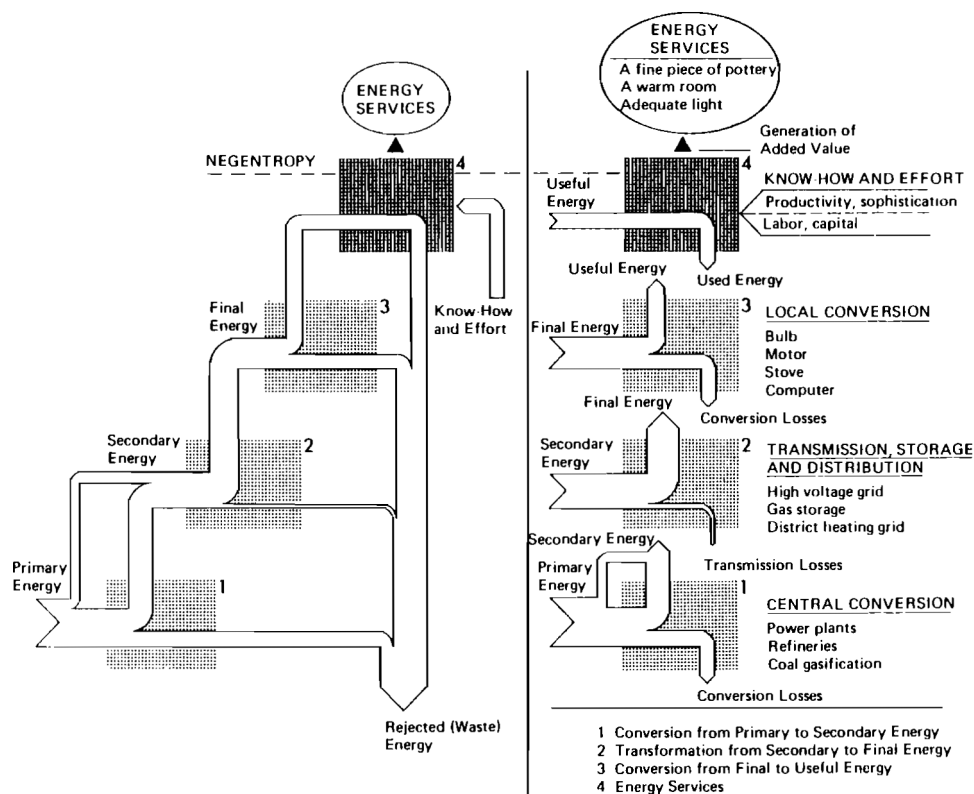 ENERGY
SERVICES
NEGENTROPY
4
Final
Energy
3
Know-How
and Effort
Secondary
Energy
2
Primary
Energy
1
Rejected (Waste)
Energy
ENERGY
SERVICES
A fine piece of pottery
A warm room
Adequate light
Generation of
Added Value
4
Useful
Energy
KNOW-HOW AND EFFORT
Productivity, sophistication
Labor, capital
Used Energy
Useful Energy
3
LOCAL CONVERSION
Final Energy
Bulb
Motor
Stove
Computer
Conversion Losses
Final Energy
2
Secondary
Energy
TRANSMISSION, STORAGE
AND DISTRIBUTION
High voltage grid
Gas storage
District heating grid
Transmission Losses
Secondary Energy
Primary
Energy
1
CENTRAL CONVERSION
Power plants
Refineries
Coal gasification
Conversion Losses
1 Conversion from Primary to Secondary Energy
2 Transformation from Secondary to Final Energy
3 Conversion from Final to Useful Energy
4 Energy Services